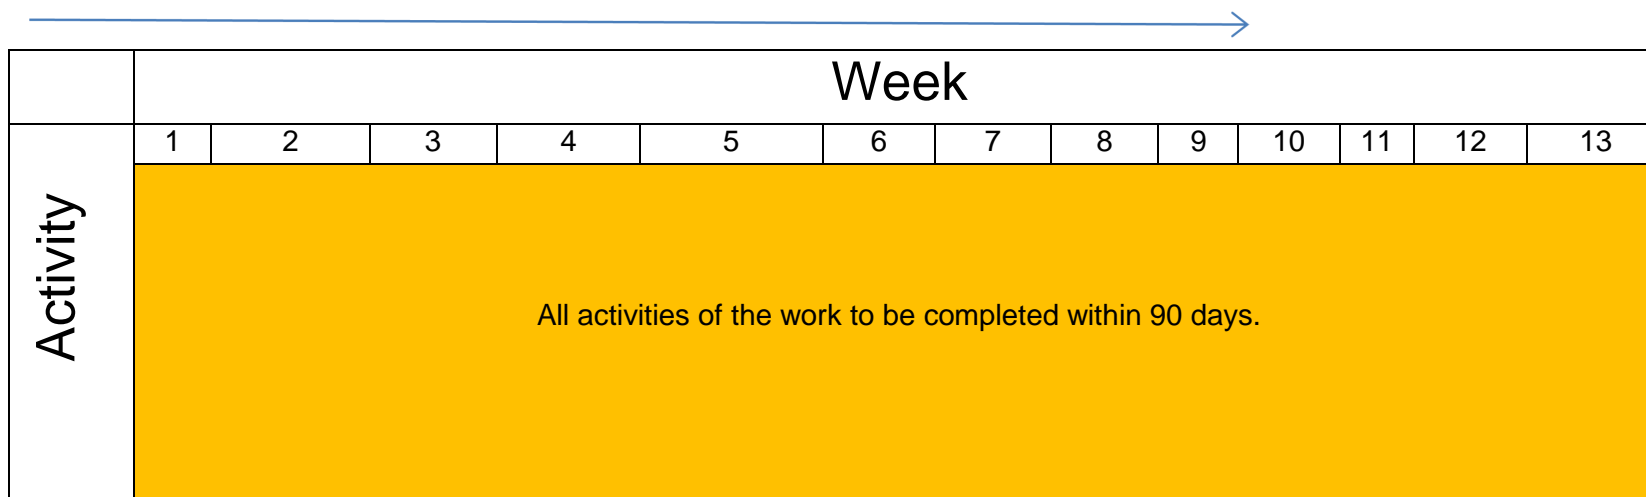 Week
1 2 3 4 5 6 7 8 9 10 11 12 13
Activity
All activities of the work to be completed within 90 days.